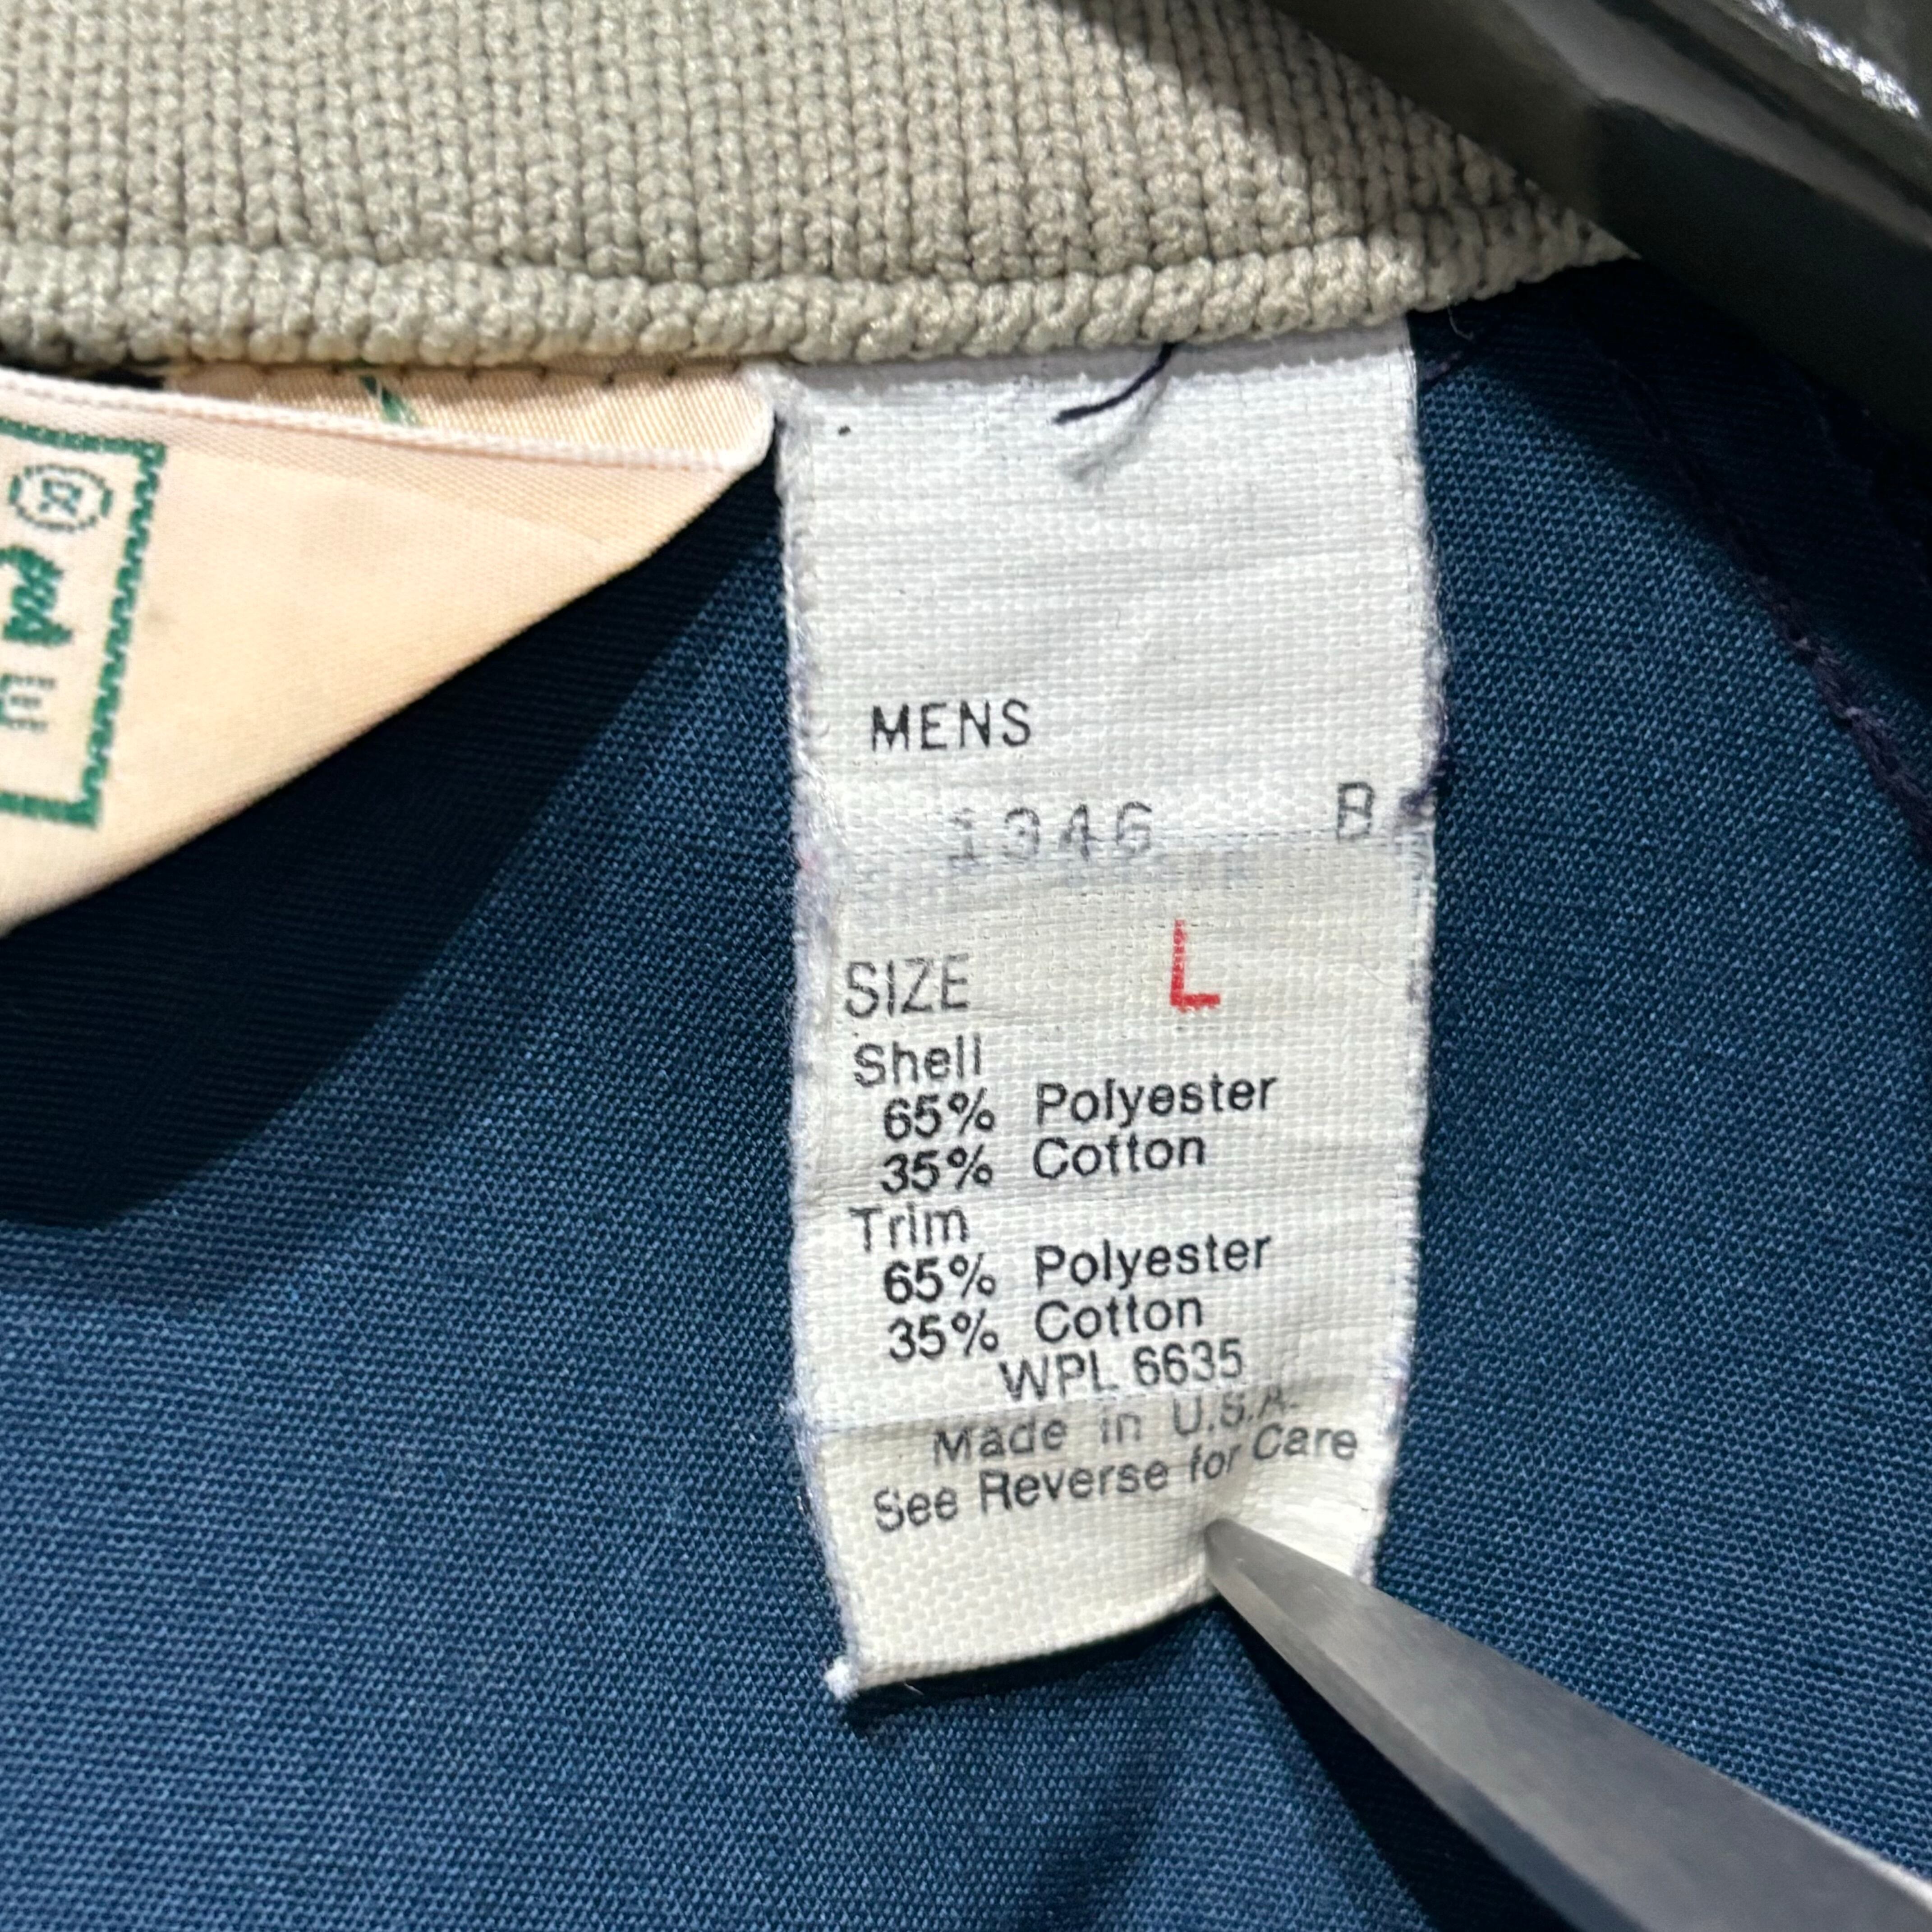 MENS
1346 B
SIZE L
Shell
65% Polyester
35% Cotton
Trim
65% Polyester
35% Cotton
WPL 6635
Made in U.S.A.
See Reverse for Care
®